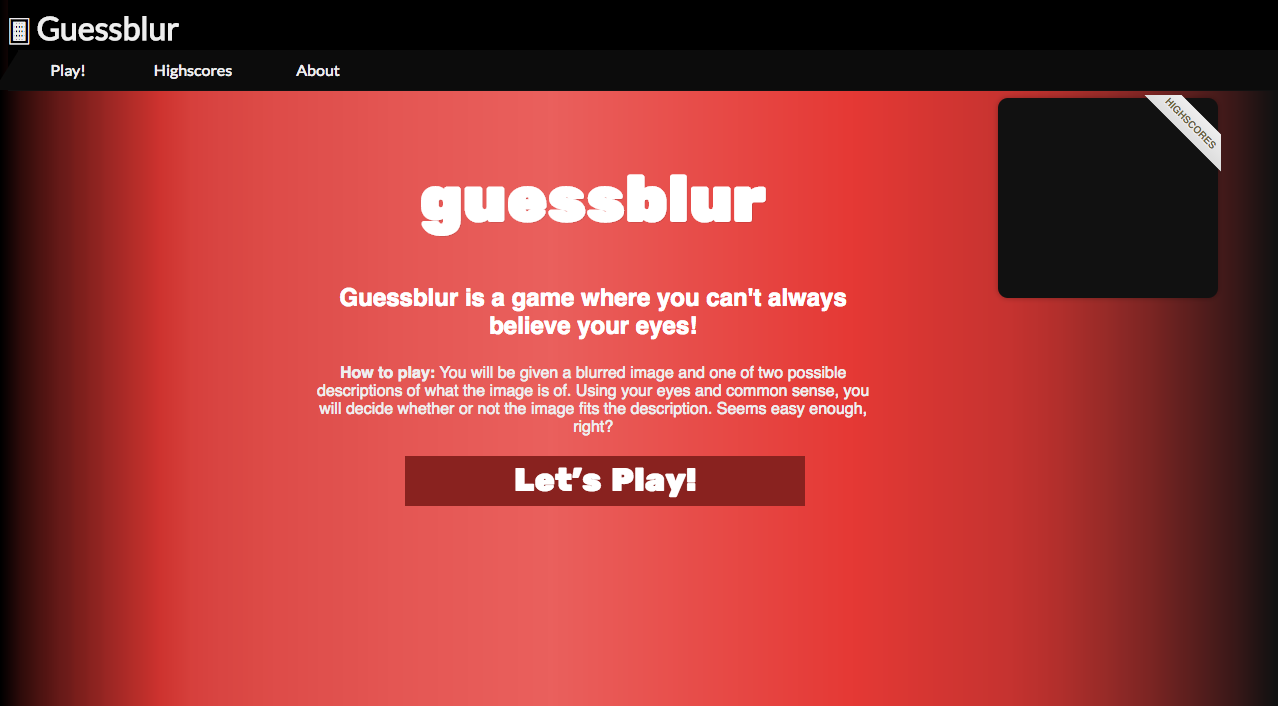 Guessblur
Play! Highscores About
HIGHSCORES
guessblur
Guessblur is a game where you can't always
believe your eyes!
How to play: You will be given a blurred image and one of two possible
descriptions of what the image is of. Using your eyes and common sense, you
will decide whether or not the image fits the description. Seems easy enough,
right?
Let's Play!